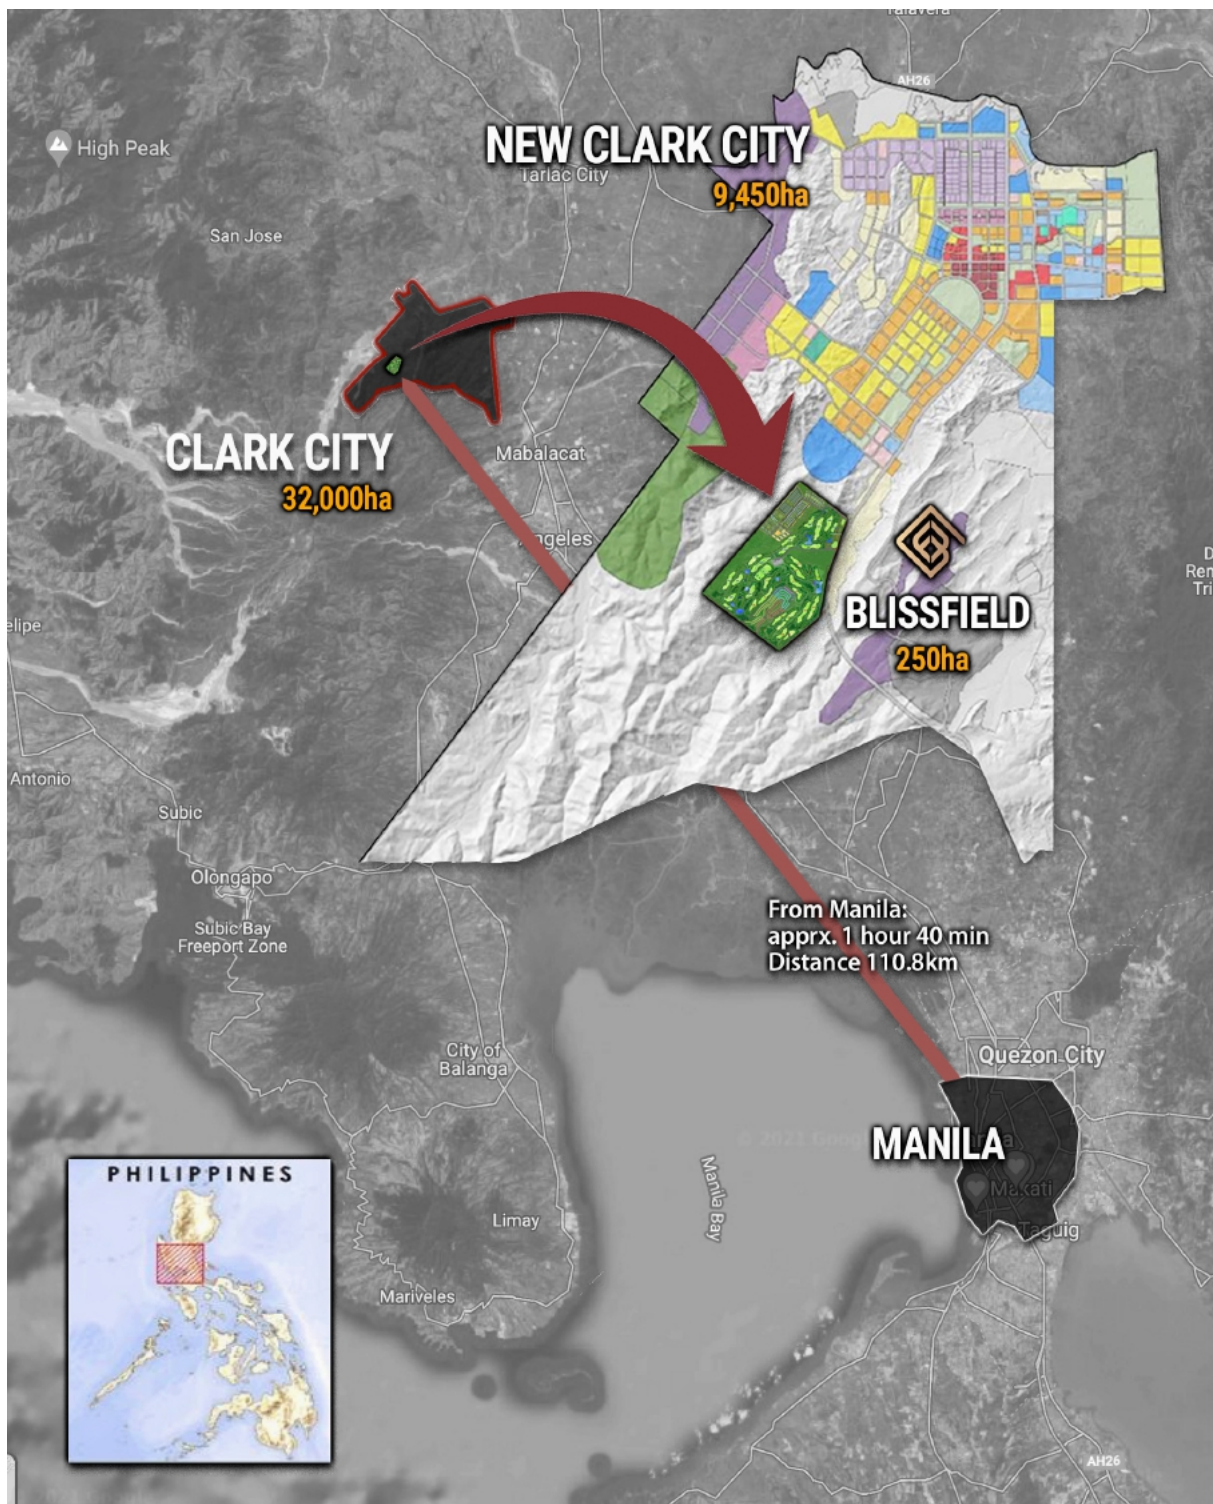 Talavera
AH26
NEW CLARK CITY
9,450ha
Tarlac City
High Peak
San Jose
CLARK CITY
32,000ha
Mabalacat
Angeles
BLISSFIELD
250ha
elipe
Antonio
Subic
Olongapo
Subic Bay
Freeport Zone
From Manila:
apprx. 1 hour 40 min
Distance 110.8km
City of
Balanga
Quezon City
MANILA
Makati
Taguig
Manila Bay
PHILIPPINES
Limay
Mariveles
AH26